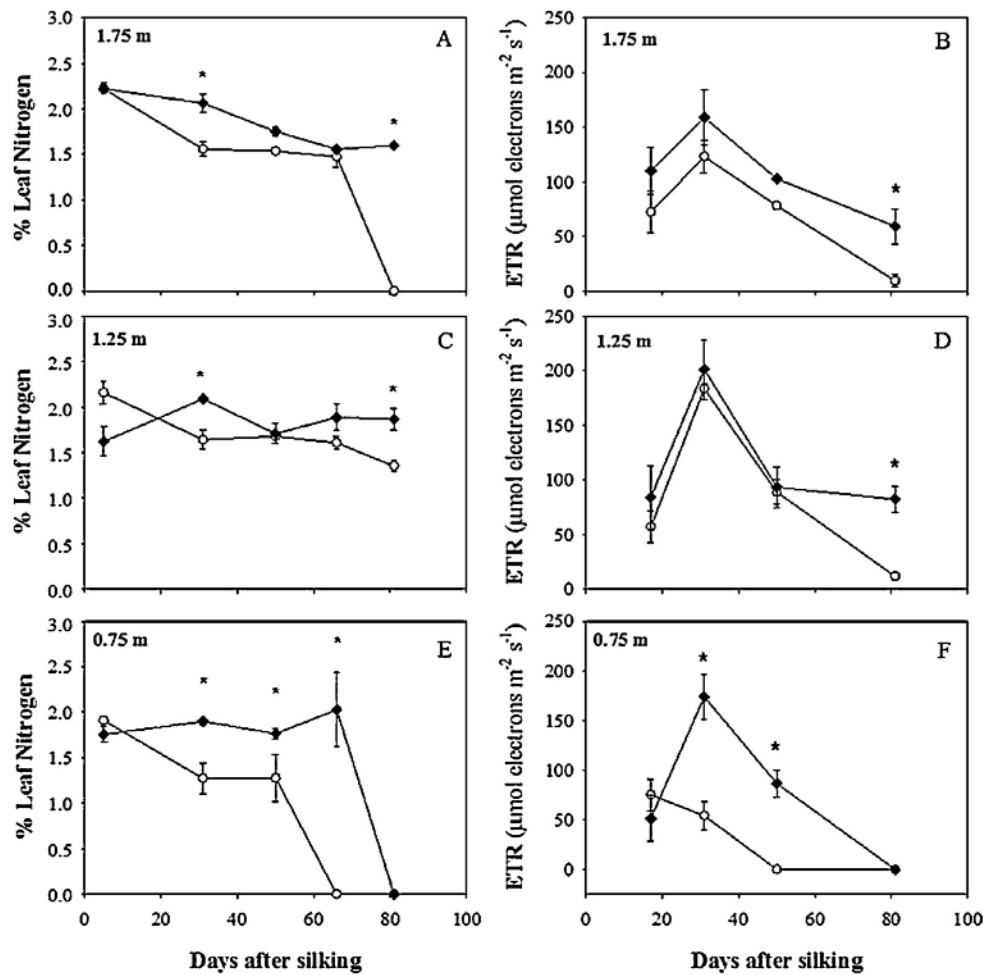 1.75 m
A
% Leaf Nitrogen
3.0
2.5
2.0
1.5
1.0
0.5
0.0
*
*
1.75 m
B
ETR (µmol electrons m⁻² s⁻¹)
250
200
150
100
50
0
*
1.25 m
C
% Leaf Nitrogen
3.0
2.5
2.0
1.5
1.0
0.5
0.0
*
*
1.25 m
D
ETR (µmol electrons m⁻² s⁻¹)
250
200
150
100
50
0
*
0.75 m
E
% Leaf Nitrogen
3.0
2.5
2.0
1.5
1.0
0.5
0.0
*
*
*
0 20 40 60 80 100
Days after silking
0.75 m
F
ETR (µmol electrons m⁻² s⁻¹)
250
200
150
100
50
0
*
*
0 20 40 60 80 100
Days after silking